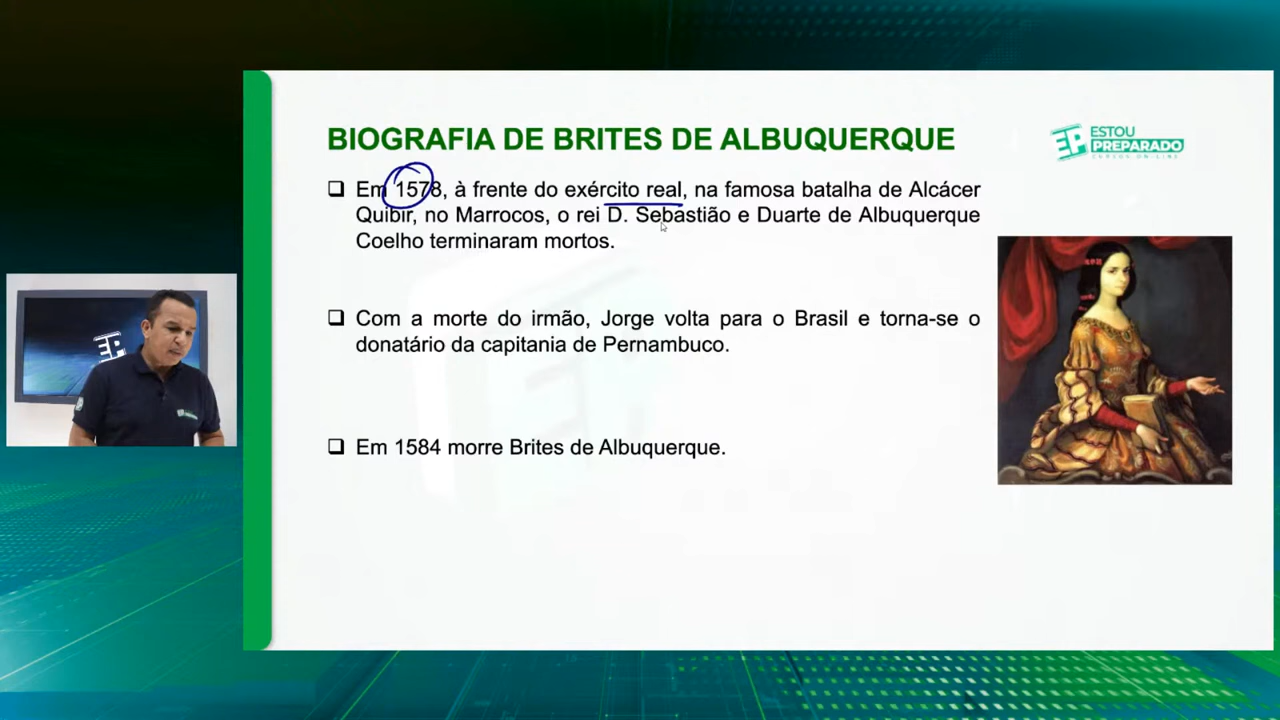 BIOGRAFIA DE BRITES DE ALBUQUERQUE
EP ESTOU
PREPARADO
CURSOS ON-LINE
Em 1578, à frente do exército real, na famosa batalha de Alcácer
Quibir, no Marrocos, o rei D. Sebastião e Duarte de Albuquerque
Coelho terminaram mortos.
Com a morte do irmão, Jorge volta para o Brasil e torna-se o
donatário da capitania de Pernambuco.
Em 1584 morre Brites de Albuquerque.